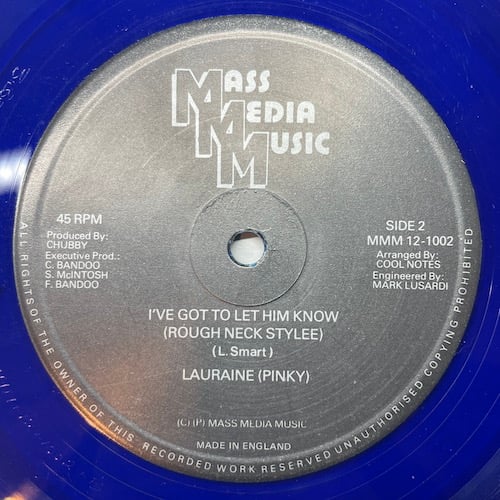 MASS
MEDIA
MUSIC
45 RPM
Produced By:
CHUBBY
Executive Prod.:
C. BANDOO
S. McINTOSH
F. BANDOO
SIDE 2
MMM 12-1002
Arranged By:
COOL NOTES
Engineered By:
MARK LUSARDI
I'VE GOT TO LET HIM KNOW
(ROUGH NECK STYLEE)
(L. Smart)
LAURAINE (PINKY)
(C) (P) MASS MEDIA MUSIC
MADE IN ENGLAND
ALL RIGHTS OF THE OWNER OF THIS RECORDED WORK RESERVED UNAUTHORISED COPYING PROHIBITED